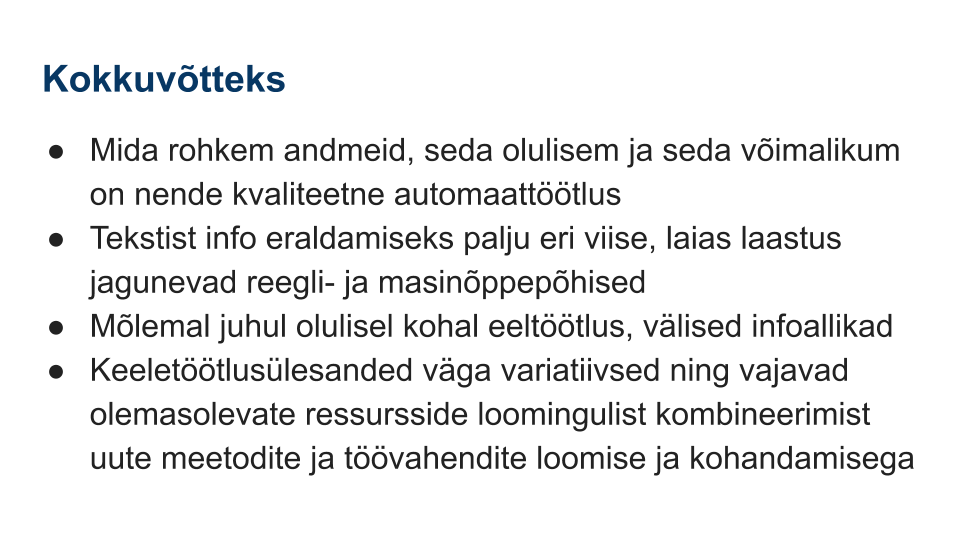 Kokkuvõtteks
● Mida rohkem andmeid, seda olulisem ja seda võimalikum
on nende kvaliteetne automaattöötlus
● Tekstist info eraldamiseks palju eri viise, laias laastus
jagunevad reegli- ja masinõppepõhised
● Mõlemal juhul olulisel kohal eeltöötlus, välised infoallikad
● Keeletöötlusülesanded väga variatiivsed ning vajavad
olemasolevate ressursside loomingulist kombineerimist
uute meetodite ja töövahendite loomise ja kohandamisega